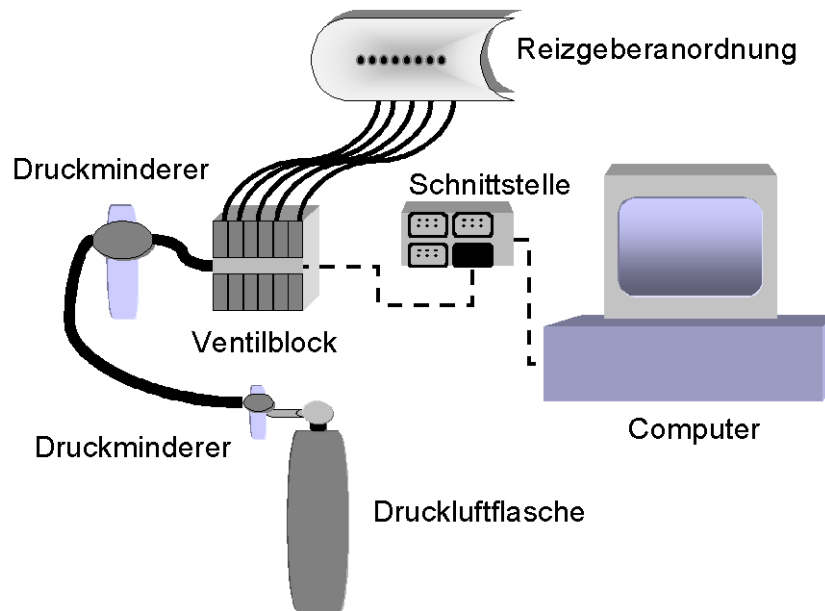 Reizgeberanordnung
Druckminderer
Schnittstelle
Ventilblock
Computer
Druckminderer
Druckluftflasche